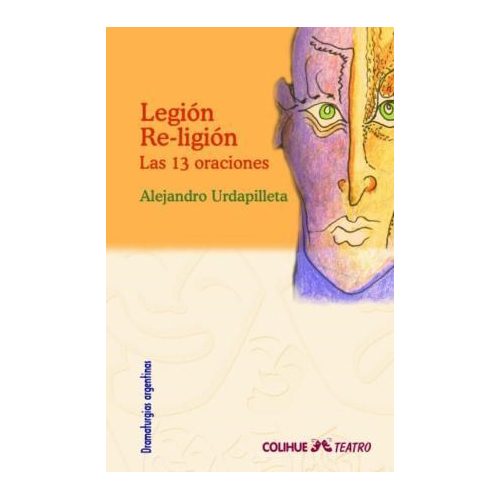 Legión
Re-ligión
Las 13 oraciones
Alejandro Urdapilleta
Dramaturgias argentinas
COLIHUE TEATRO